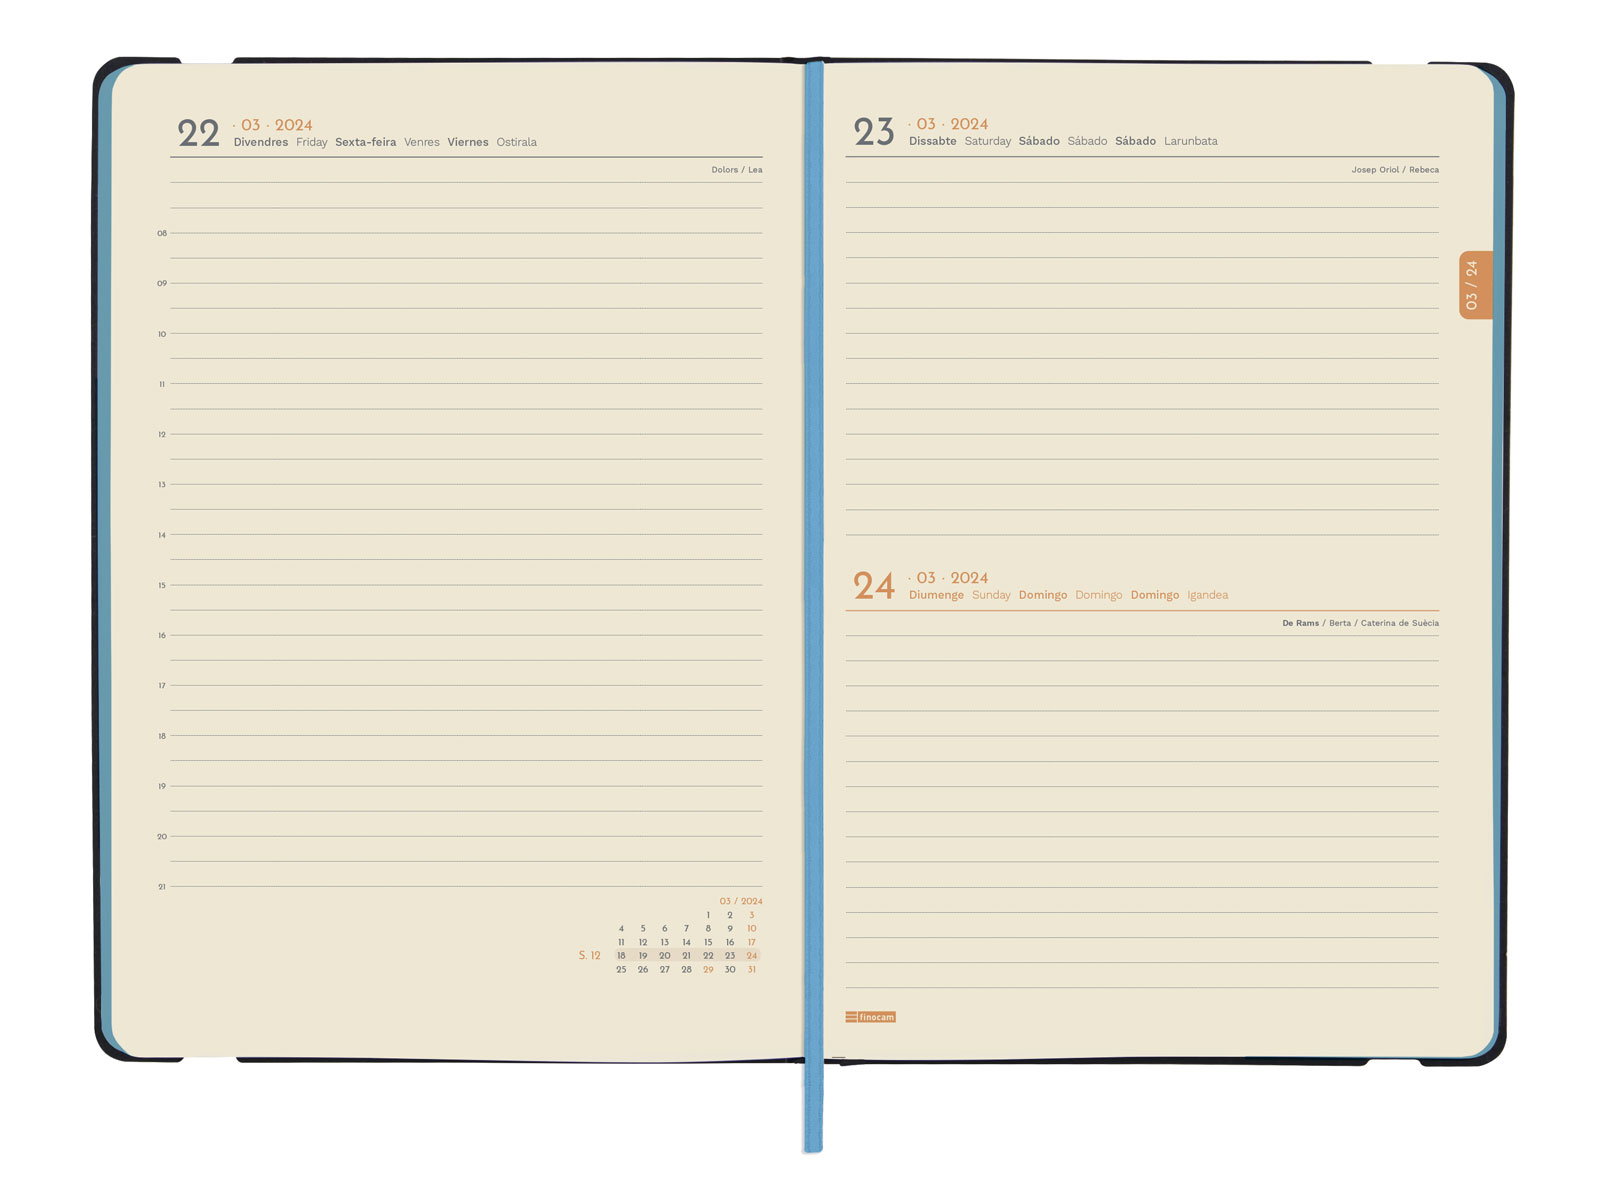 22 · 03 · 2024
Divendres Friday Sexta-feira Venres Viernes Ostirala
Dolors / Lea
08
09
10
11
12
13
14
15
16
17
18
19
20
21
03 / 2024
1 2 3
4 5 6 7 8 9 10
11 12 13 14 15 16 17
S. 12 18 19 20 21 22 23 24
25 26 27 28 29 30 31
23 · 03 · 2024
Dissabte Saturday Sábado Sábado Sábado Larunbata
Josep Oriol / Rebeca
03 / 24
24 · 03 · 2024
Diumenge Sunday Domingo Domingo Domingo Igandea
De Rams / Berta / Caterina de Suècia
finocam